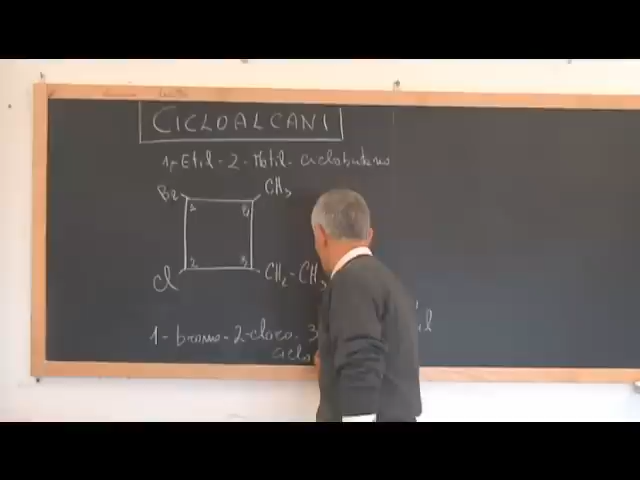 CICLOALCANI
1, Etil - 2 - Metil - ciclobutano
Br CH3
1 4
2 3
Cl CH2 - CH3
1 - bromo - 2 - cloro - 3